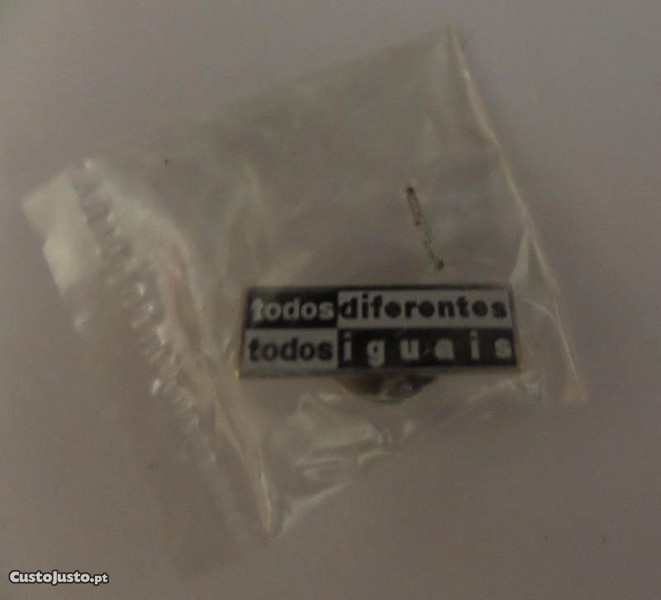 todos diferentes
todos iguais
CustoJusto.pt